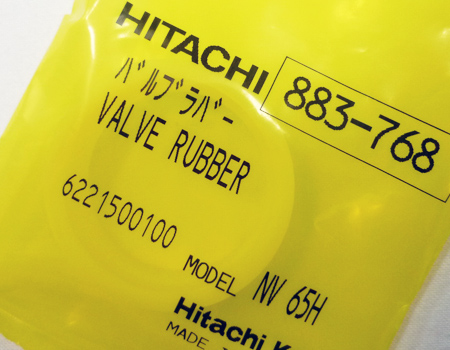 HITACHI
883-768
バルブラバー
VALVE RUBBER
6221500100
MODEL NV 65H
Hitachi
MADE